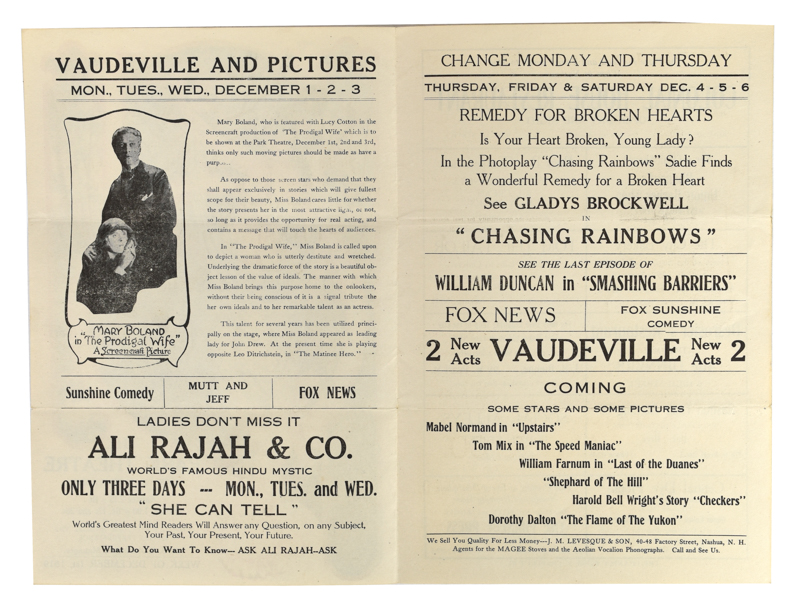 VAUDEVILLE AND PICTURES
MON., TUES., WED., DECEMBER 1 - 2 - 3
Mary Boland, who is featured with Lucy Cotton in the
Screencraft production of "The Prodigal Wife" which is to
be shown at the Park Theatre, December 1st, 2nd and 3rd,
thinks only such moving pictures should be made as have a
As oppose to those screen stars who demand that they
shall appear exclusively in stories which will give fullest
scope for their beauty, Miss Boland cares little for whether
the story presents her in the most attractive light, or not,
so long as it provides the opportunity for real acting, and
contains a message that will touch the hearts of audiences.
In "The Prodigal Wife," Miss Boland is called upon
to depict a woman who is utterly destitute and wretched.
Underlying the dramatic force of the story is a beautiful ob-
ject lesson of the value of ideals. The manner with which
Miss Boland brings this purpose home to the onlookers,
without their being conscious of it is a signal tribute the
her own ideals and to her remarkable talent as an actress.
This talent for several years has been utilized princi-
pally on the stage, where Miss Boland appeared as leading
lady for John Drew. At the present time she is playing
opposite Leo Ditrichstein, in "The Matinee Hero."
MARY BOLAND
in "The Prodigal Wife"
A Screencraft Picture
Sunshine Comedy
MUTT AND
JEFF
FOX NEWS
LADIES DON'T MISS IT
ALI RAJAH & CO.
WORLD'S FAMOUS HINDU MYSTIC
ONLY THREE DAYS --- MON., TUES. and WED.
"SHE CAN TELL"
World's Greatest Mind Readers Will Answer any Question, on any Subject,
Your Past, Your Present, Your Future.
What Do You Want To Know— ASK ALI RAJAH--ASK
CHANGE MONDAY AND THURSDAY
THURSDAY, FRIDAY & SATURDAY DEC. 4 - 5 - 6
REMEDY FOR BROKEN HEARTS
Is Your Heart Broken, Young Lady?
In the Photoplay "Chasing Rainbows" Sadie Finds
a Wonderful Remedy for a Broken Heart
See GLADYS BROCKWELL
IN
"CHASING RAINBOWS"
SEE THE LAST EPISODE OF
WILLIAM DUNCAN in "SMASHING BARRIERS"
FOX NEWS
FOX SUNSHINE
COMEDY
2 New Acts VAUDEVILLE New Acts 2
COMING
SOME STARS AND SOME PICTURES
Mabel Normand in "Upstairs"
Tom Mix in "The Speed Maniac"
William Farnum in "Last of the Duanes"
"Shephard of The Hill"
Harold Bell Wright's Story "Checkers"
Dorothy Dalton "The Flame of The Yukon"
We Sell You Quality For Less Money—J. M. LEVESQUE & SON, 40-48 Factory Street, Nashua, N. H.
Agents for the MAGEE Stoves and the Aeolian Vocalion Phonographs. Call and See Us.